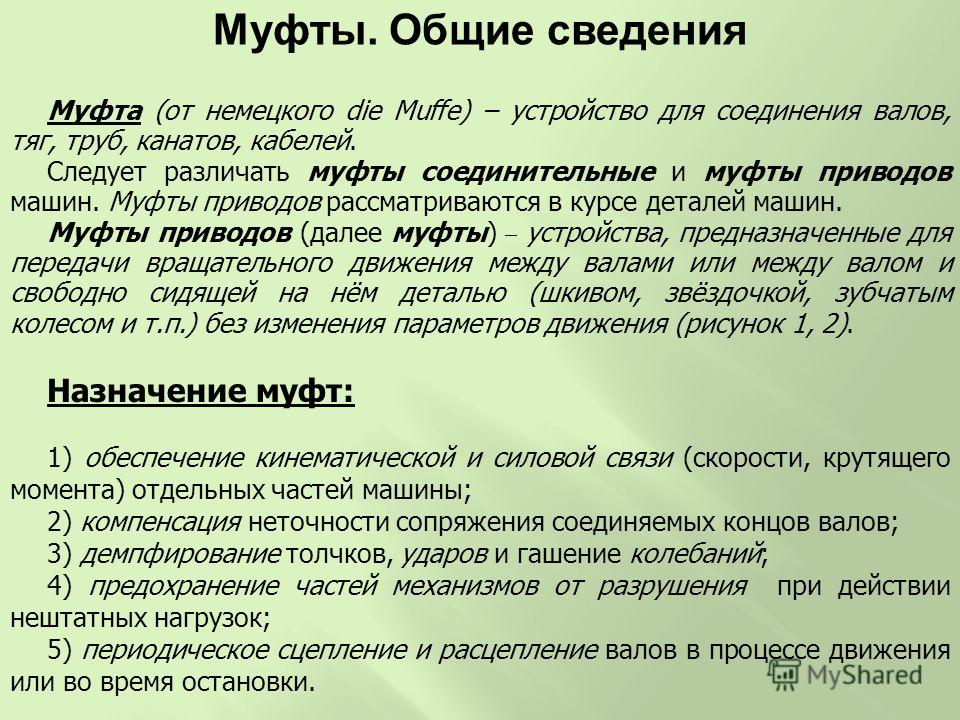 Муфты. Общие сведения
Муфта (от немецкого die Muffe) – устройство для соединения валов,
тяг, труб, канатов, кабелей.
Следует различать муфты соединительные и муфты приводов
машин. Муфты приводов рассматриваются в курсе деталей машин.
Муфты приводов (далее муфты) – устройства, предназначенные для
передачи вращательного движения между валами или между валом и
свободно сидящей на нём деталью (шкивом, звёздочкой, зубчатым
колесом и т.п.) без изменения параметров движения (рисунок 1, 2).
Назначение муфт:
1) обеспечение кинематической и силовой связи (скорости, крутящего
момента) отдельных частей машины;
2) компенсация неточности сопряжения соединяемых концов валов;
3) демпфирование толчков, ударов и гашение колебаний;
4) предохранение частей механизмов от разрушения при действии
нештатных нагрузок;
5) периодическое сцепление и расцепление валов в процессе движения
или во время остановки.
MyShared